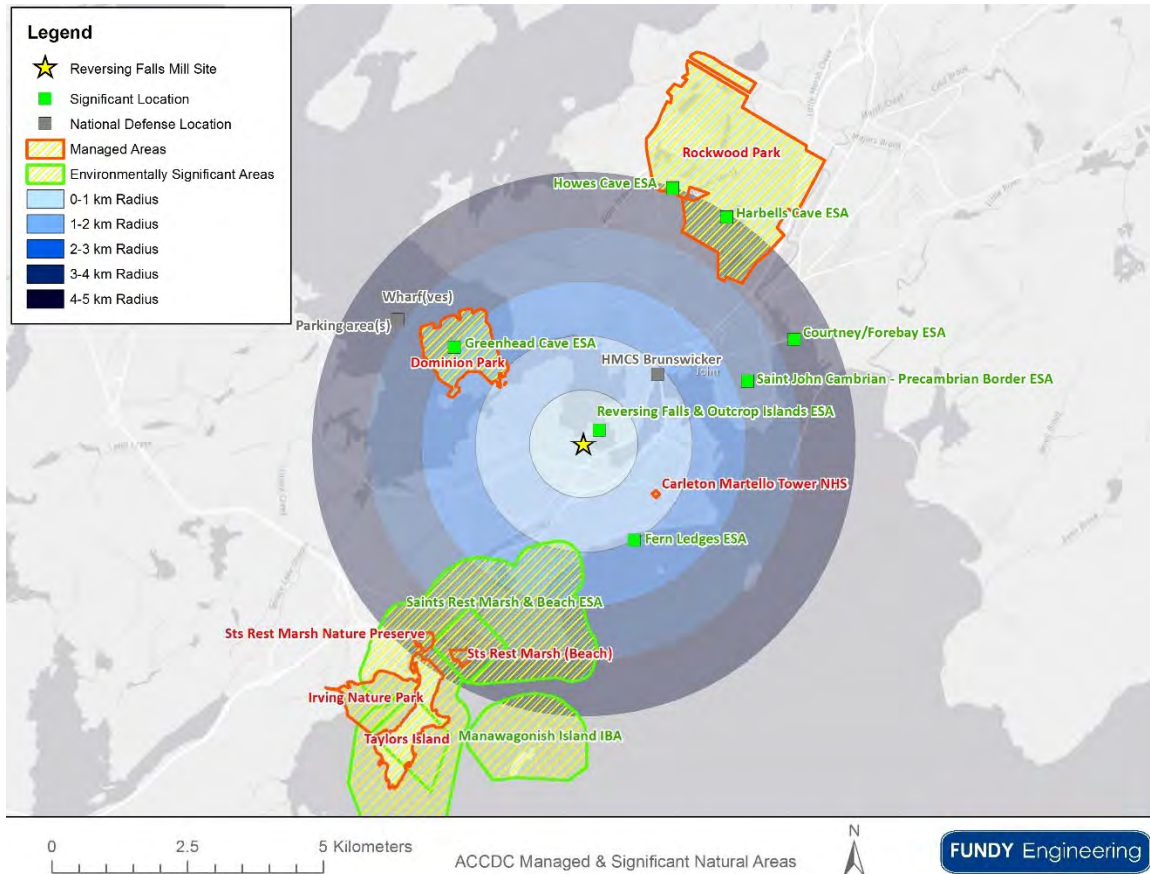 Legend
Reversing Falls Mill Site
Significant Location
National Defense Location
Managed Areas
Environmentally Significant Areas
0-1 km Radius
1-2 km Radius
2-3 km Radius
3-4 km Radius
4-5 km Radius
Rockwood Park
Howes Cave ESA
Harbells Cave ESA
Wharf(ves)
Parking area(s)
Greenhead Cave ESA
Dominion Park
Courtney/Forebay ESA
HMCS Brunswicker
Saint John Cambrian - Precambrian Border ESA
Reversing Falls & Outcrop Islands ESA
Carleton Martello Tower NHS
Fern Ledges ESA
Saints Rest Marsh & Beach ESA
Sts Rest Marsh Nature Preserve
Sts Rest Marsh (Beach)
Irving Nature Park
Taylors Island
Manawagonish Island IBA
0 2.5 5 Kilometers
ACCDC Managed & Significant Natural Areas
N
FUNDY Engineering